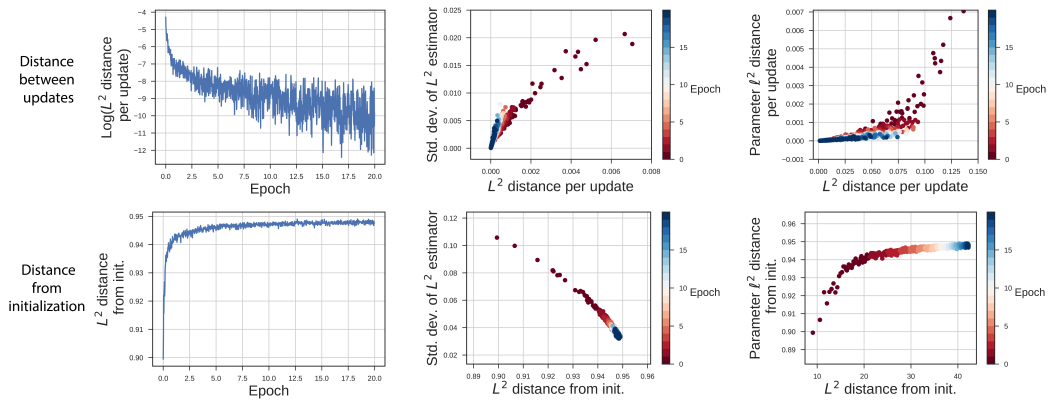 Distance
between
updates
Log(L² distance
per update)
−4
−5
−6
−7
−8
−9
−10
−11
−12
0.0 2.5 5.0 7.5 10.0 12.5 15.0 17.5 20.0
Epoch
Std. dev. of L² estimator
0.025
0.020
0.015
0.010
0.005
0.000
0.000 0.002 0.004 0.006 0.008
L² distance per update
15
10
5
0
Epoch
Parameter ℓ² distance
per update
0.007
0.006
0.005
0.004
0.003
0.002
0.001
0.000
−0.001
0.000 0.025 0.050 0.075 0.100 0.125 0.150
L² distance per update
15
10
5
0
Epoch
Distance
from
initialization
L² distance
from init.
0.95
0.94
0.93
0.92
0.91
0.90
0.0 2.5 5.0 7.5 10.0 12.5 15.0 17.5 20.0
Epoch
Std. dev. of L² estimator
0.12
0.10
0.08
0.06
0.04
0.02
0.89 0.90 0.91 0.92 0.93 0.94 0.95 0.96
L² distance from init.
15
10
5
0
Epoch
Parameter ℓ² distance
from init.
0.96
0.95
0.94
0.93
0.92
0.91
0.90
0.89
10 20 30 40
L² distance from init.
15
10
5
0
Epoch